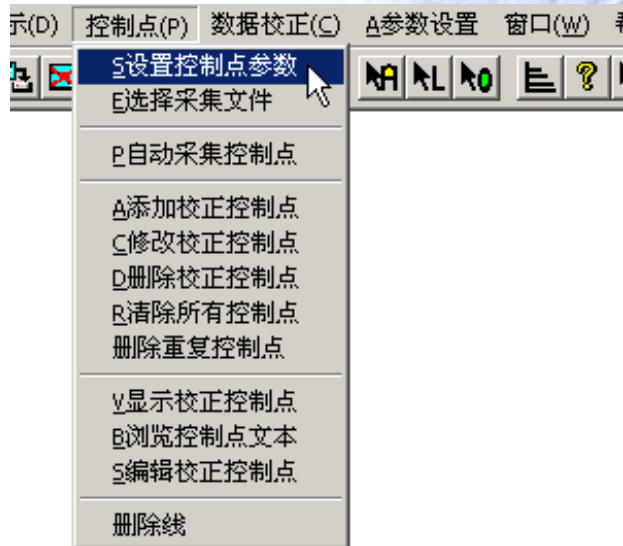 示(D) 控制点(P) 数据校正(C) A参数设置 窗口(W)
S设置控制点参数
E选择采集文件
P自动采集控制点
A添加校正控制点
C修改校正控制点
D删除校正控制点
R清除所有控制点
删除重复控制点
V显示校正控制点
B浏览控制点文本
S编辑校正控制点
删除线
A L 0 ?